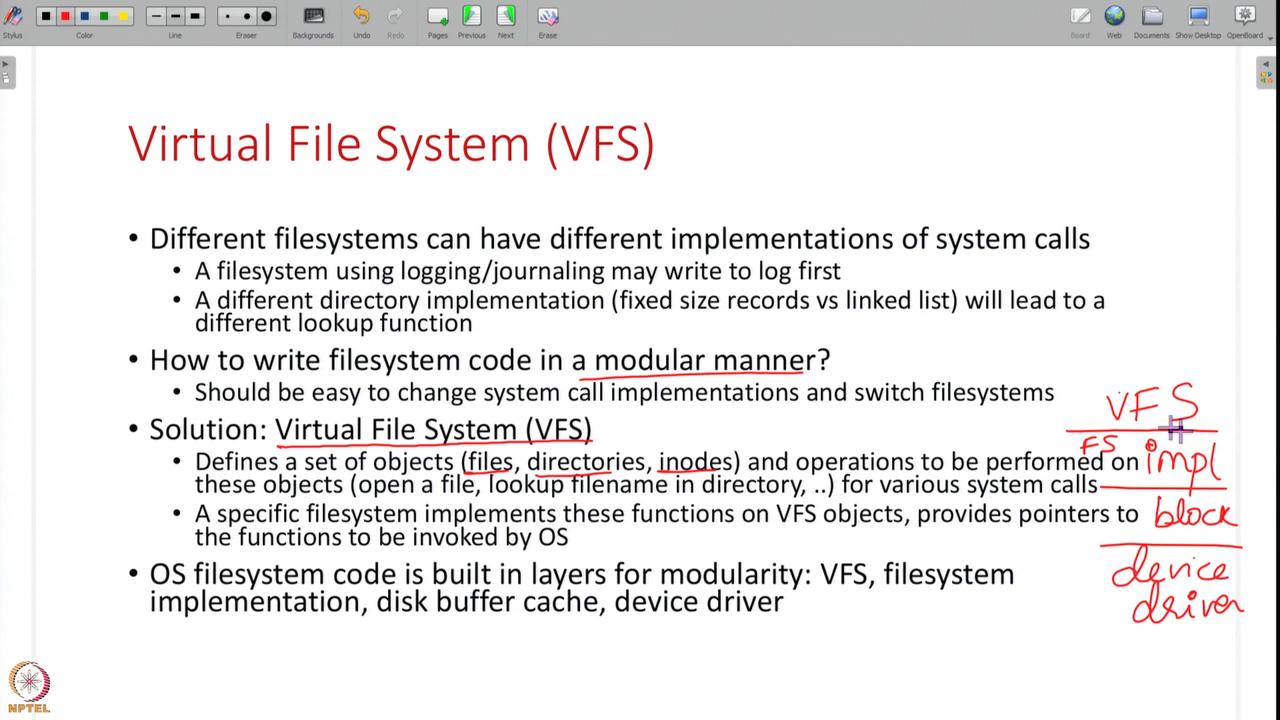 Stylus
Color
Line
Eraser
Backgrounds
Undo
Redo
Pages
Previous
Next
Erase
Board
Web
Documents
Show Desktop
OpenBoard
Virtual File System (VFS)
• Different filesystems can have different implementations of system calls
• A filesystem using logging/journaling may write to log first
• A different directory implementation (fixed size records vs linked list) will lead to a
different lookup function
• How to write filesystem code in a modular manner?
• Should be easy to change system call implementations and switch filesystems
• Solution: Virtual File System (VFS)
• Defines a set of objects (files, directories, inodes) and operations to be performed on
these objects (open a file, lookup filename in directory, ..) for various system calls
• A specific filesystem implements these functions on VFS objects, provides pointers to
the functions to be invoked by OS
• OS filesystem code is built in layers for modularity: VFS, filesystem
implementation, disk buffer cache, device driver
VFS
FS impl
block
device
driver
NPTEL